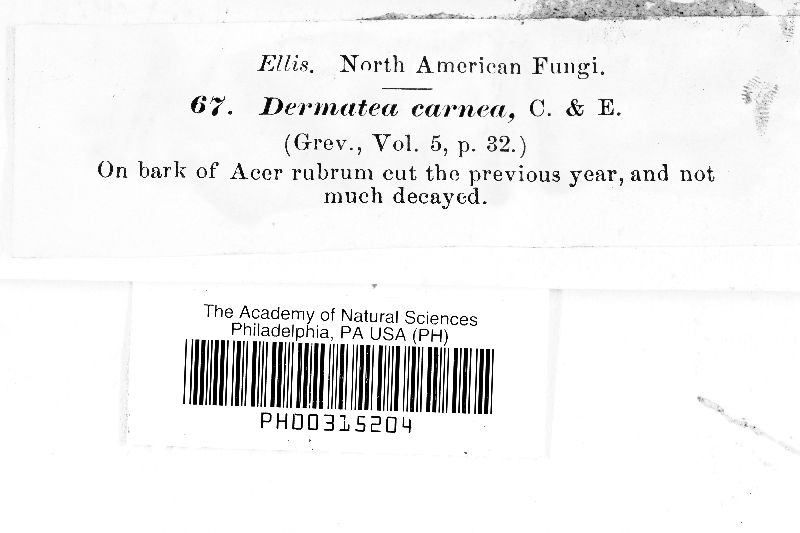 Ellis. North American Fungi.
67. Dermatea carnea, C. & E.
(Grev., Vol. 5, p. 32.)
On bark of Acer rubrum cut the previous year, and not
much decayed.
The Academy of Natural Sciences
Philadelphia, PA USA (PH)
PH00315204